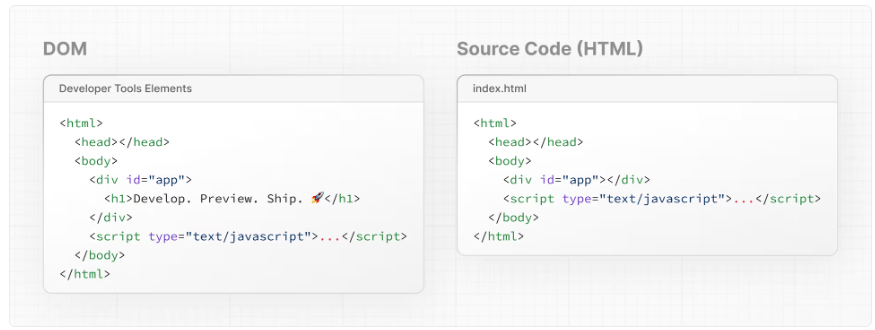 DOM
Developer Tools Elements
<html>
  <head></head>
  <body>
    <div id="app">
      <h1>Develop. Preview. Ship. 🚀</h1>
    </div>
    <script type="text/javascript">...</script>
  </body>
</html>
Source Code (HTML)
index.html
<html>
  <head></head>
  <body>
    <div id="app"></div>
    <script type="text/javascript">...</script>
  </body>
</html>